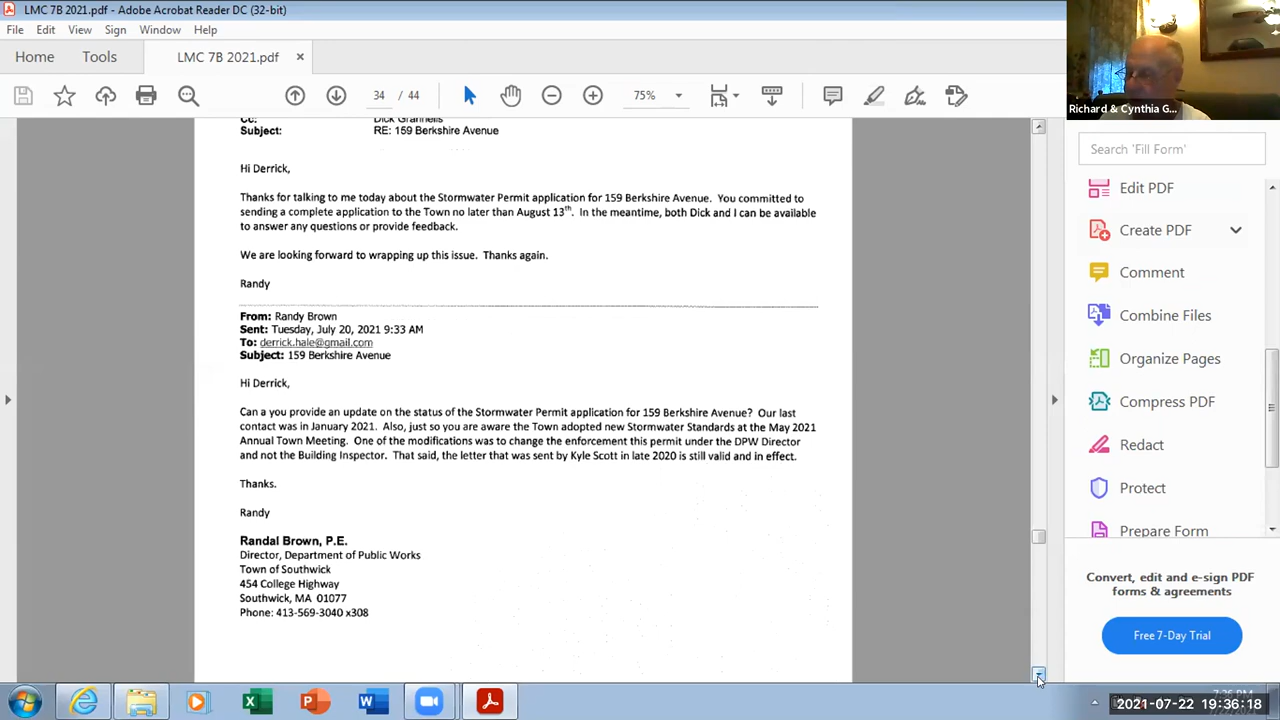 LMC 7B 2021.pdf - Adobe Acrobat Reader DC (32-bit)
File Edit View Sign Window Help
Home Tools LMC 7B 2021.pdf ×
34 / 44 75%
Richard & Cynthia G...
Search 'Fill Form'
Cc: Dick Grannells
Subject: RE: 159 Berkshire Avenue
Hi Derrick,
Thanks for talking to me today about the Stormwater Permit application for 159 Berkshire Avenue. You committed to
sending a complete application to the Town no later than August 13th. In the meantime, both Dick and I can be available
to answer any questions or provide feedback.
We are looking forward to wrapping up this issue. Thanks again.
Randy
From: Randy Brown
Sent: Tuesday, July 20, 2021 9:33 AM
To: derrick.hale@gmail.com
Subject: 159 Berkshire Avenue
Hi Derrick,
Can a you provide an update on the status of the Stormwater Permit application for 159 Berkshire Avenue? Our last
contact was in January 2021. Also, just so you are aware the Town adopted new Stormwater Standards at the May 2021
Annual Town Meeting. One of the modifications was to change the enforcement this permit under the DPW Director
and not the Building Inspector. That said, the letter that was sent by Kyle Scott in late 2020 is still valid and in effect.
Thanks.
Randy
Randal Brown, P.E.
Director, Department of Public Works
Town of Southwick
454 College Highway
Southwick, MA 01077
Phone: 413-569-3040 x308
Edit PDF
Create PDF
Comment
Combine Files
Organize Pages
Compress PDF
Redact
Protect
Prepare Form
Convert, edit and e-sign PDF
forms & agreements
Free 7-Day Trial
7:36 PM
2021-07-22 19:36:18